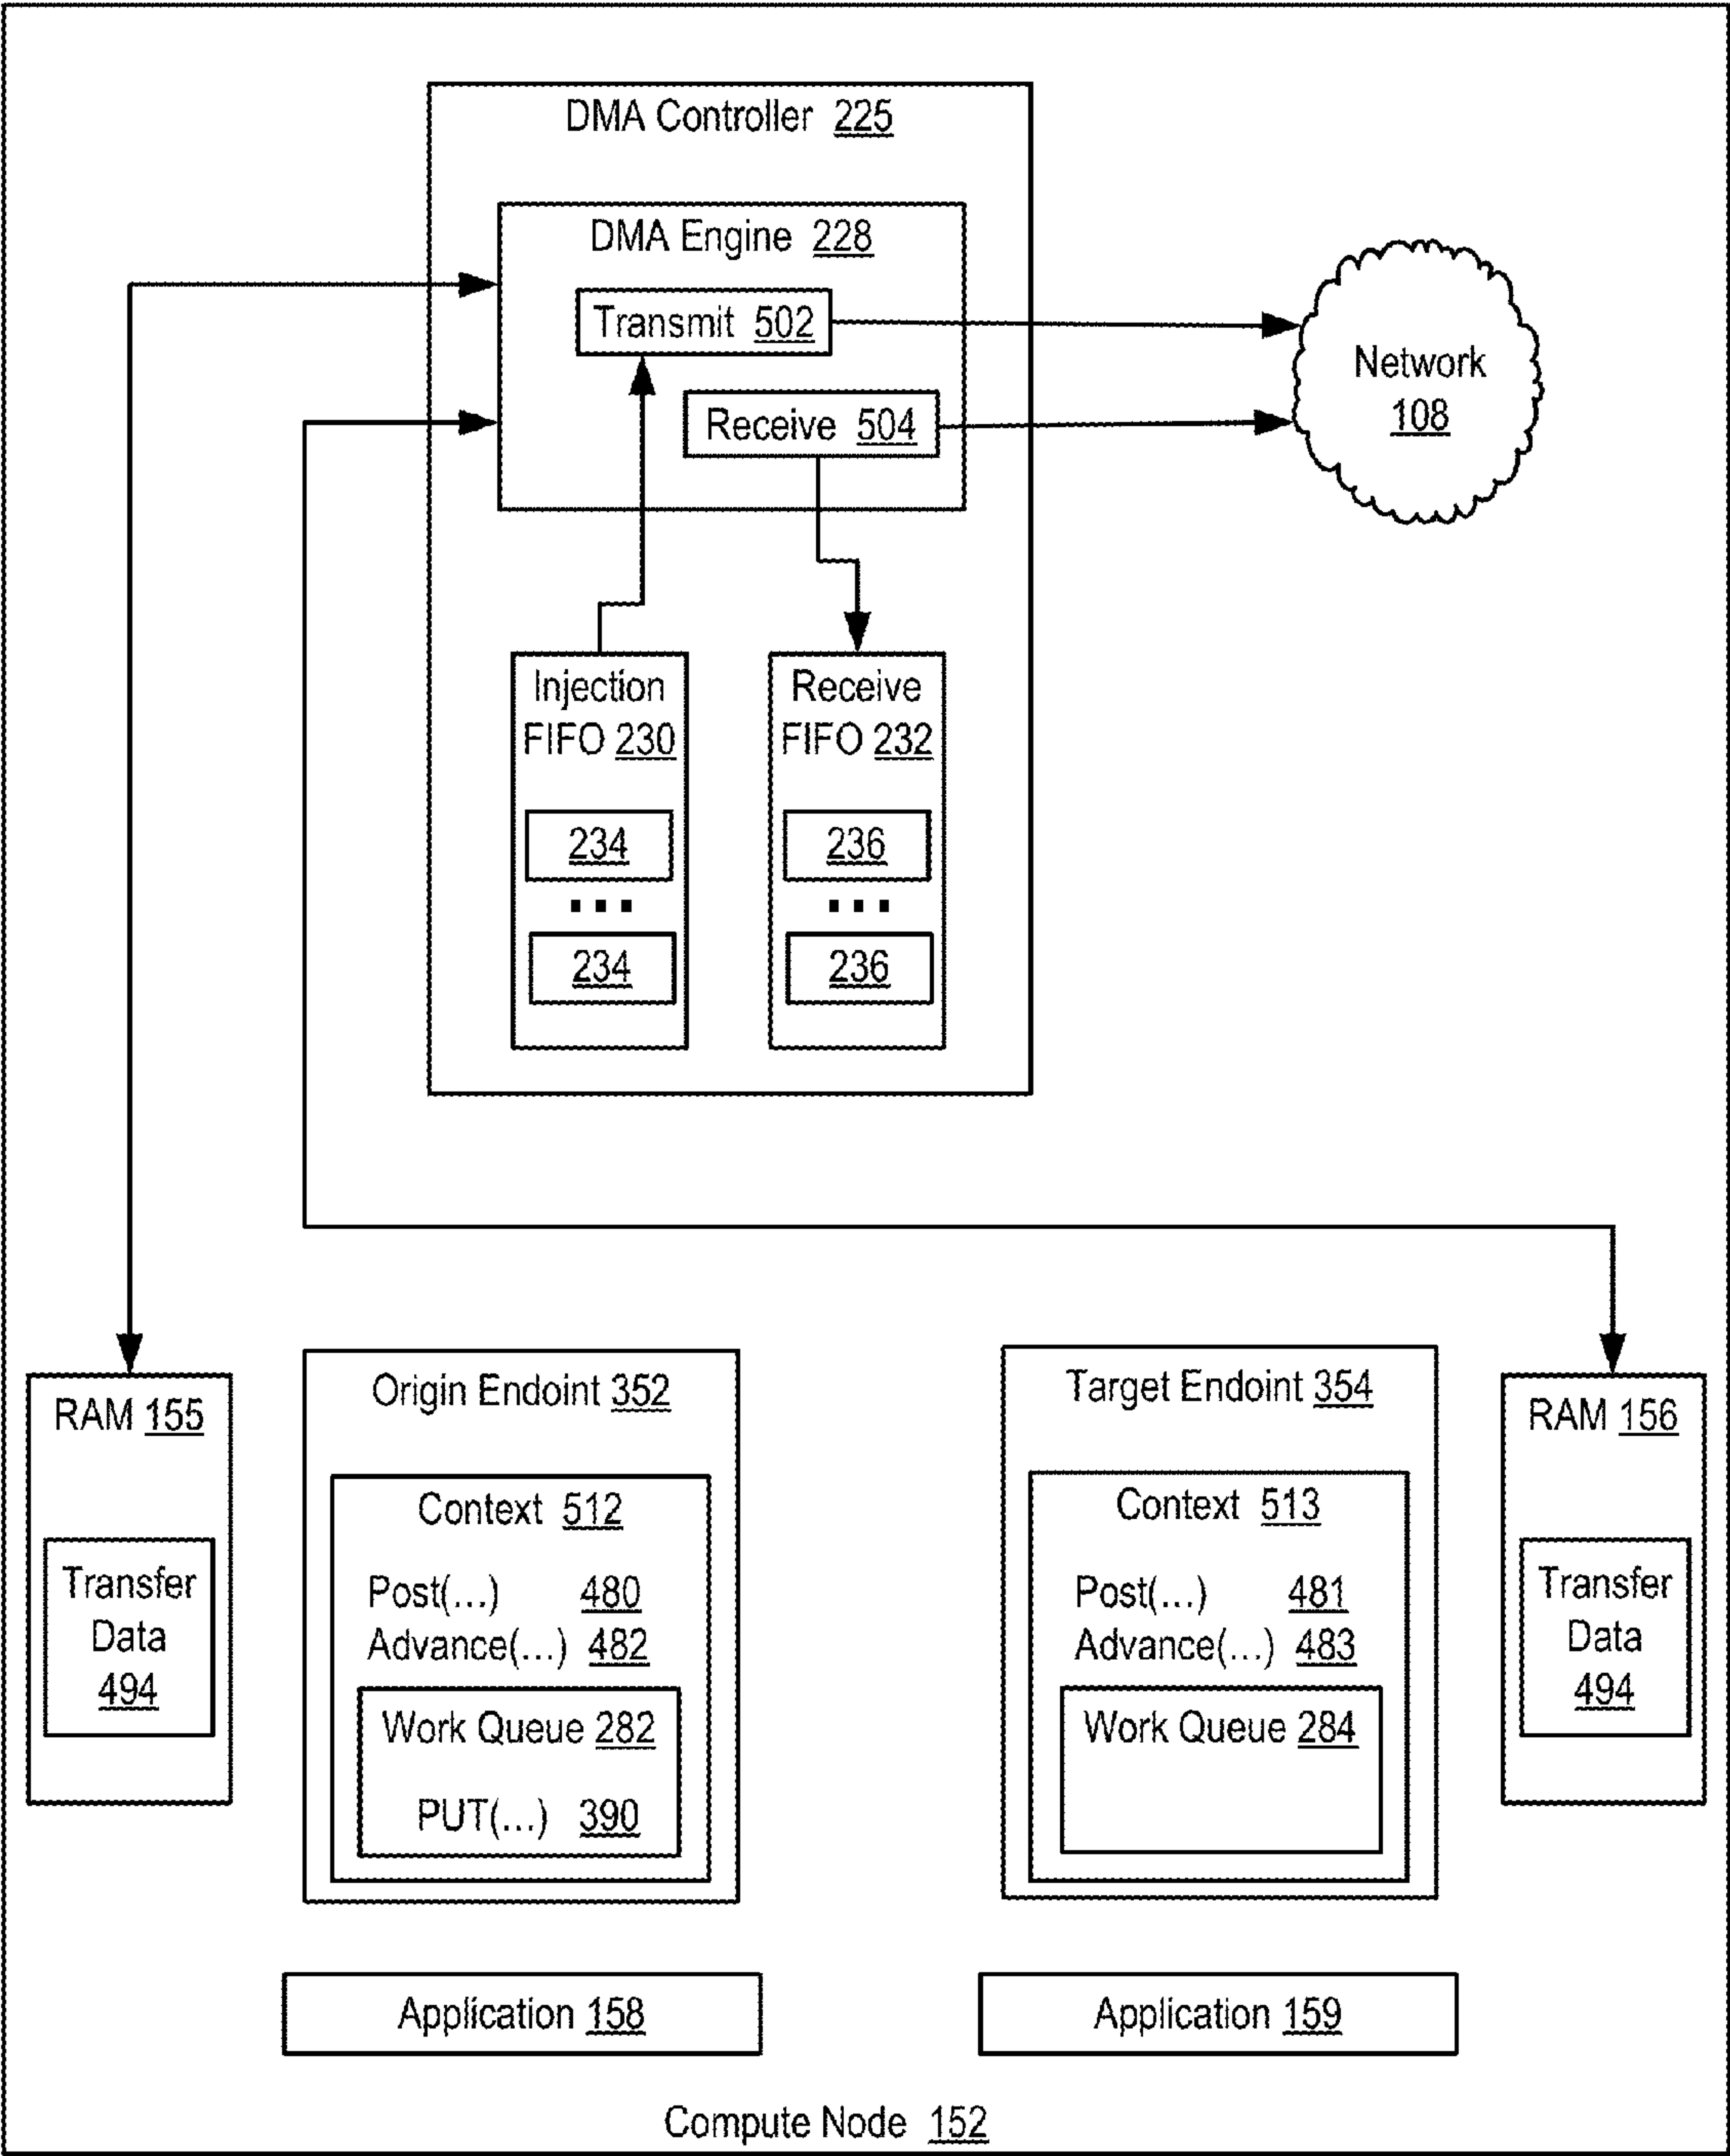 DMA Controller 225
DMA Engine 228
Transmit 502
Receive 504
Network
108
Injection
FIFO 230
234
...
234
Receive
FIFO 232
236
...
236
RAM 155
Transfer
Data
494
Origin Endoint 352
Context 512
Post(...) 480
Advance(...) 482
Work Queue 282
PUT(...) 390
Target Endoint 354
Context 513
Post(...) 481
Advance(...) 483
Work Queue 284
RAM 156
Transfer
Data
494
Application 158
Application 159
Compute Node 152